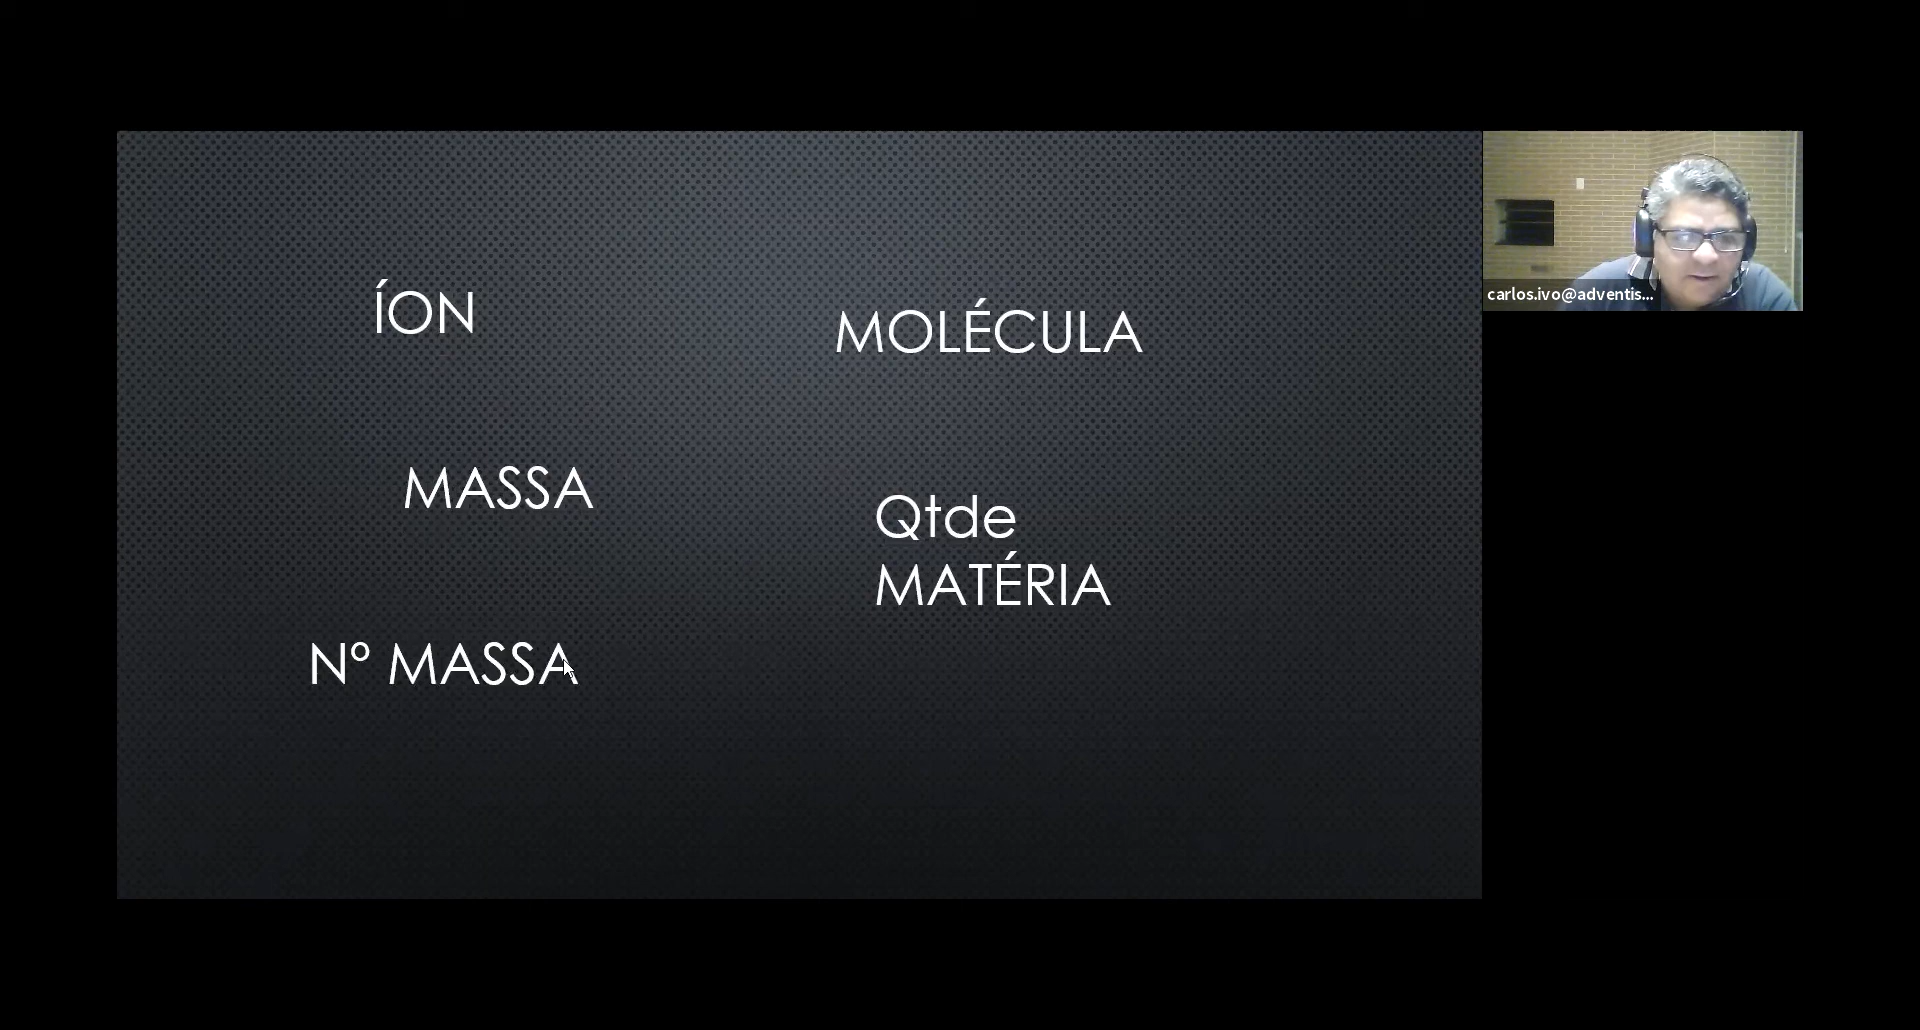 ÍON
MOLÉCULA
MASSA
Qtde
MATÉRIA
Nº MASSA
carlos.ivo@adventis...